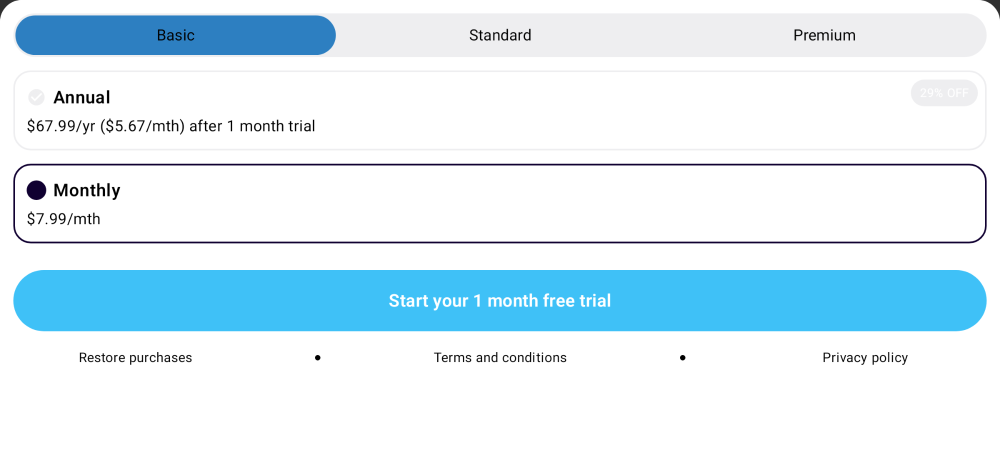 Basic
Standard
Premium
Annual
29% OFF
$67.99/yr ($5.67/mth) after 1 month trial
Monthly
$7.99/mth
Start your 1 month free trial
Restore purchases
Terms and conditions
Privacy policy